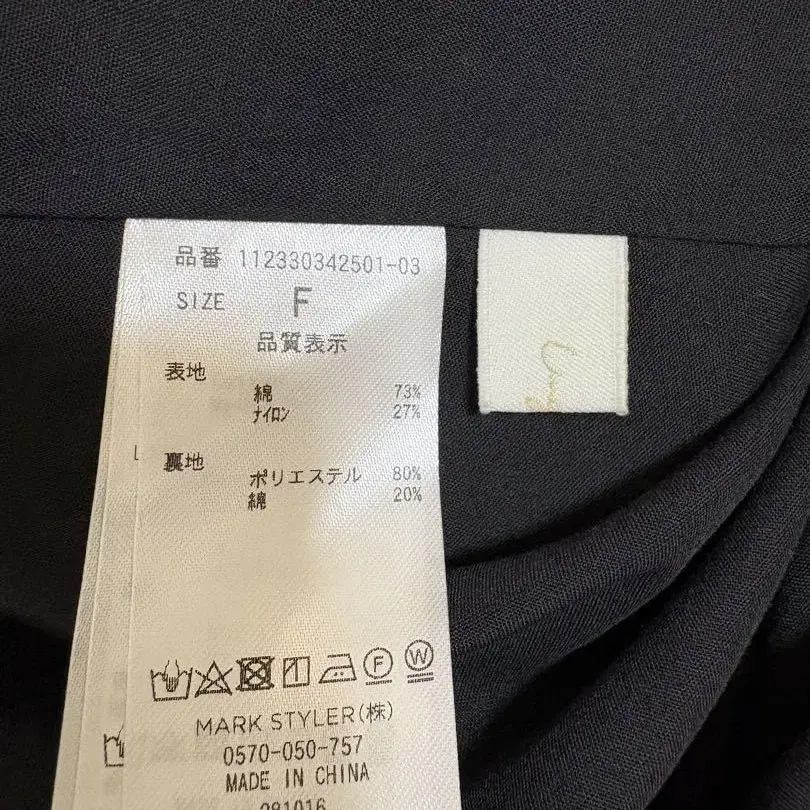 品番 112330342501-03
SIZE F
品質表示
表地
綿 73%
ナイロン 27%
裏地
ポリエステル 80%
綿 20%
F W
MARK STYLER(株)
0570-050-757
MADE IN CHINA
081016